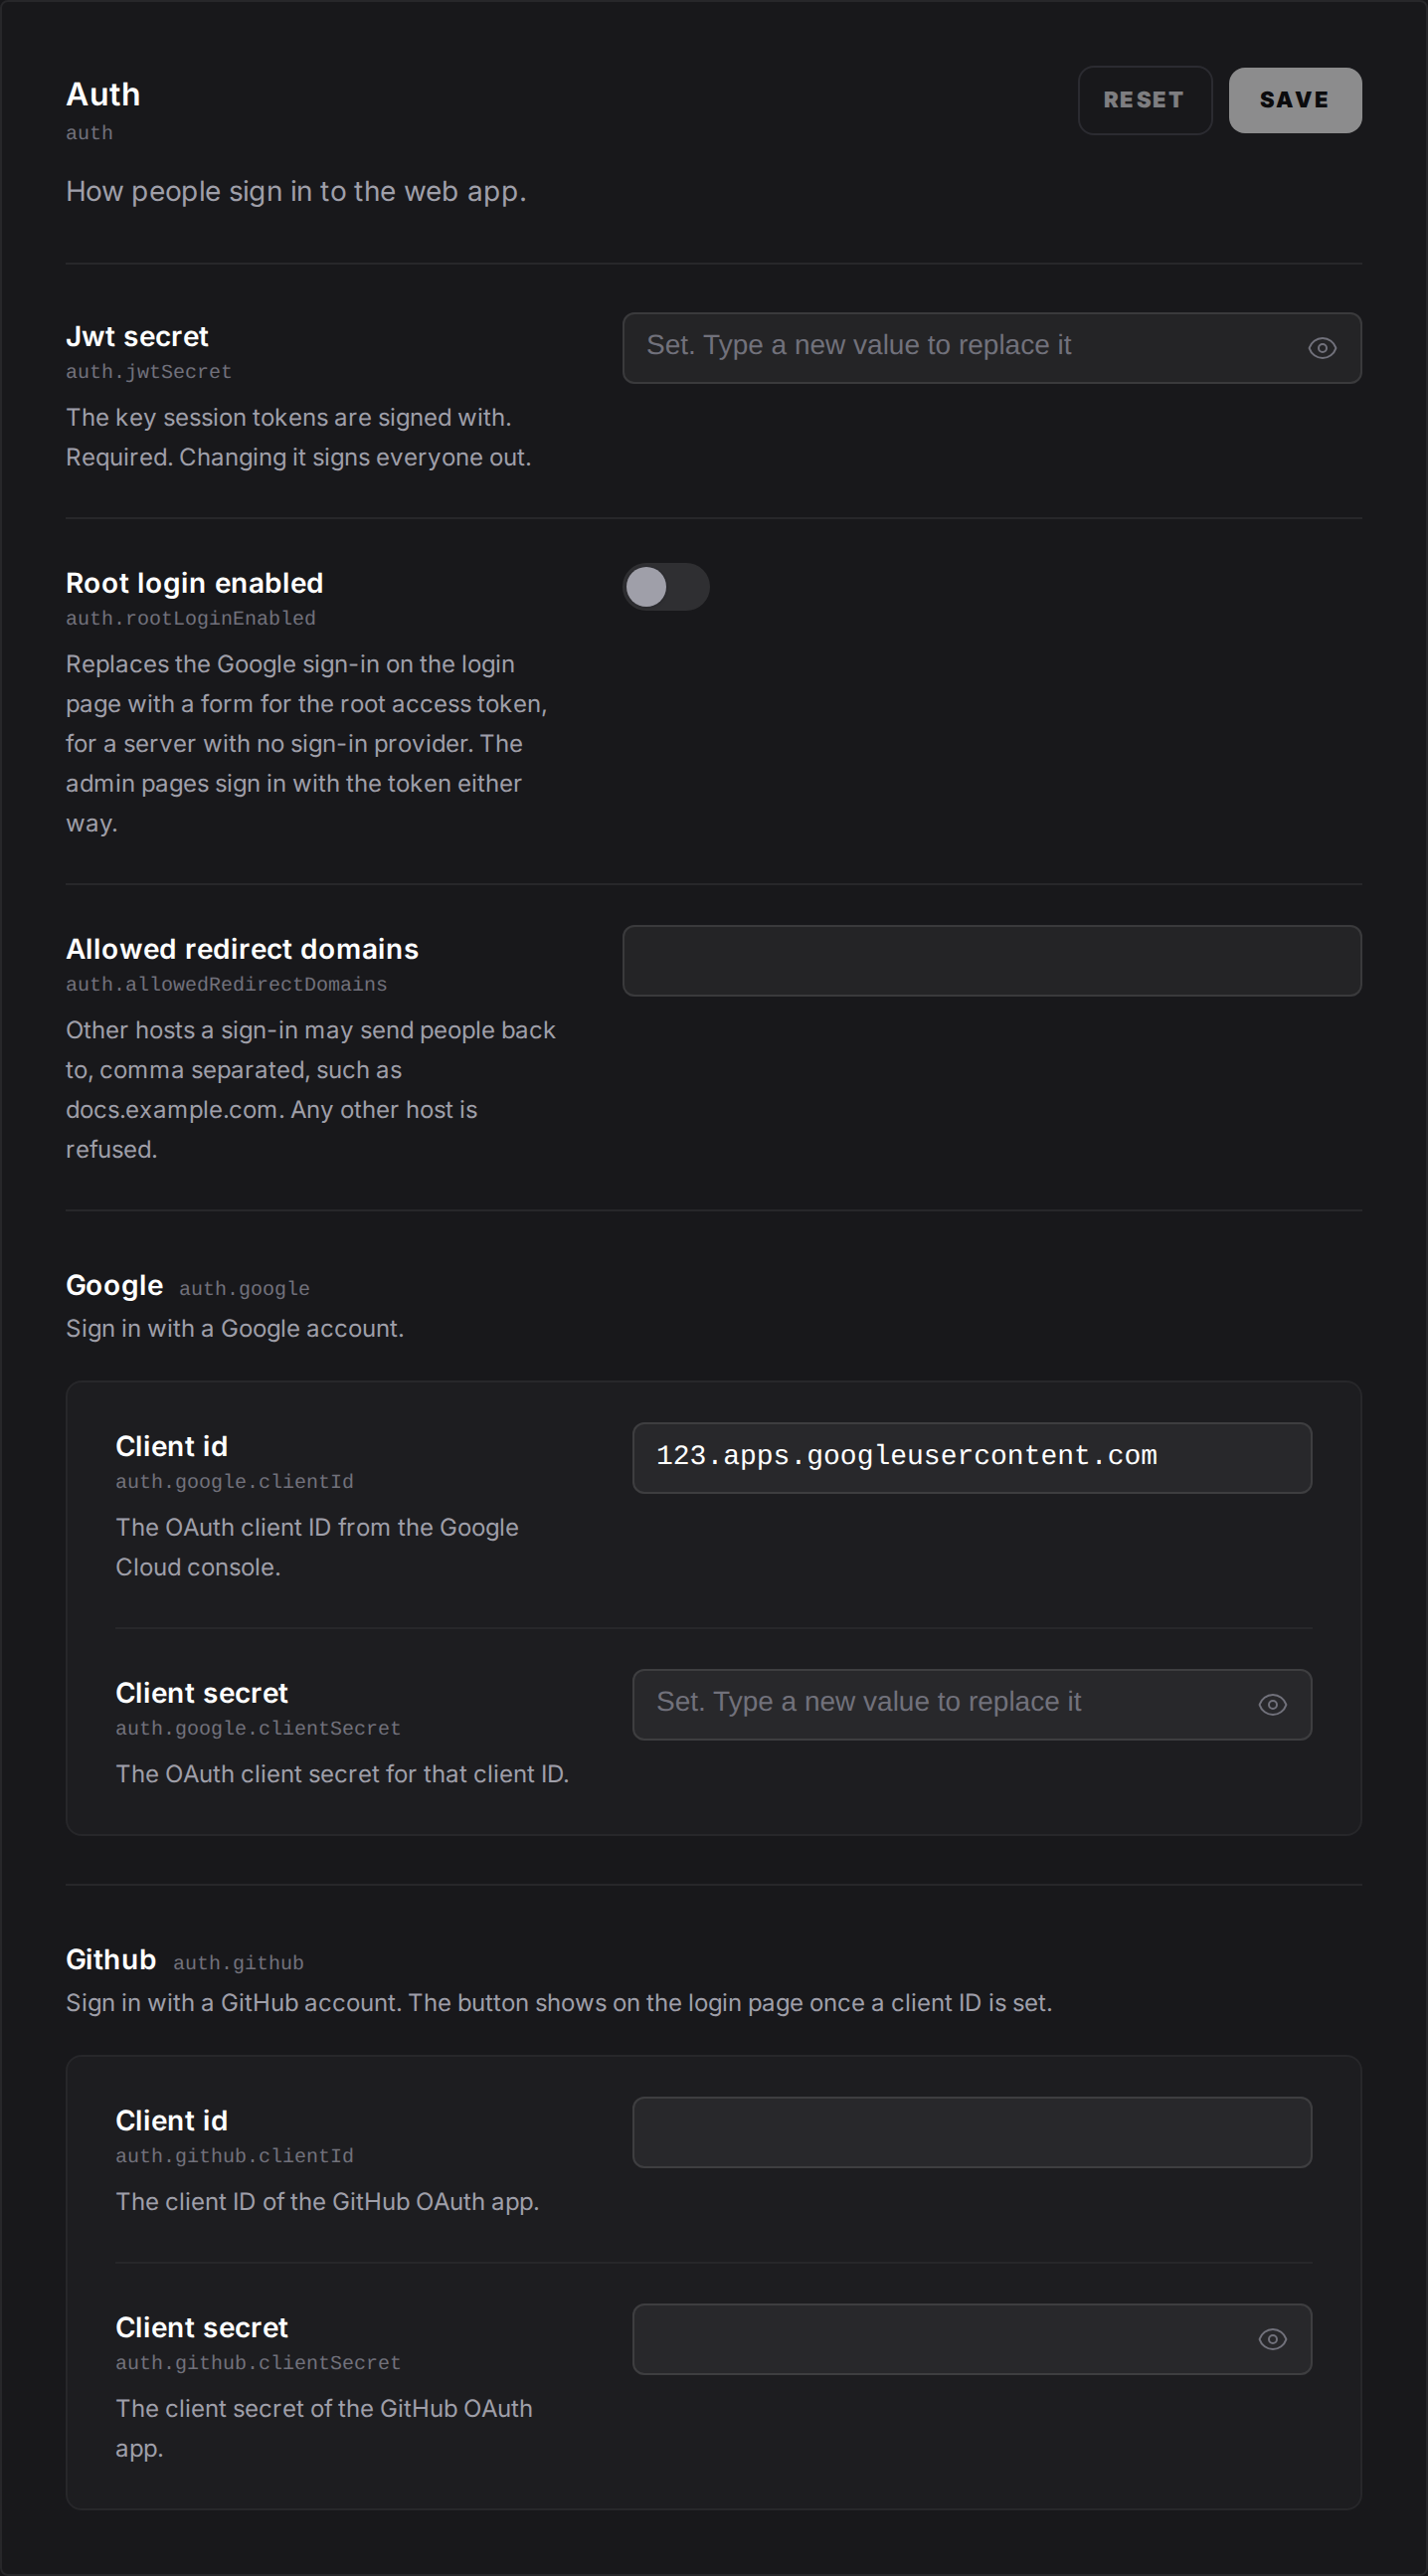 Auth
RESET
SAVE
auth
How people sign in to the web app.
Jwt secret
Set. Type a new value to replace it
auth.jwtSecret
The key session tokens are signed with.
Required. Changing it signs everyone out.
Root login enabled
auth.rootLoginEnabled
Replaces the Google sign-in on the login
page with a form for the root access token,
for a server with no sign-in provider. The
admin pages sign in with the token either
way.
Allowed redirect domains
auth.allowedRedirectDomains
Other hosts a sign-in may send people back
to, comma separated, such as
docs.example.com. Any other host is
refused.
Google auth.google
Sign in with a Google account.
Client id
123.apps.googleusercontent.com
auth.google.clientId
The OAuth client ID from the Google
Cloud console.
Client secret
Set. Type a new value to replace it
auth.google.clientSecret
The OAuth client secret for that client ID.
Github auth.github
Sign in with a GitHub account. The button shows on the login page once a client ID is set.
Client id
auth.github.clientId
The client ID of the GitHub OAuth app.
Client secret
auth.github.clientSecret
The client secret of the GitHub OAuth
app.